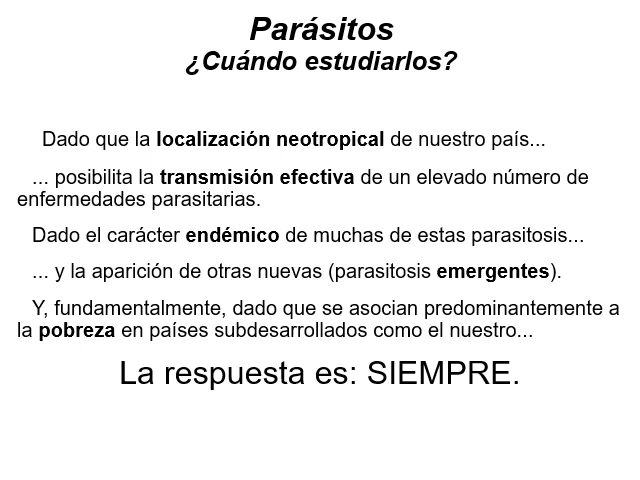 Parásitos
¿Cuándo estudiarlos?
Dado que la localización neotropical de nuestro país...
... posibilita la transmisión efectiva de un elevado número de
enfermedades parasitarias.
Dado el carácter endémico de muchas de estas parasitosis...
... y la aparición de otras nuevas (parasitosis emergentes).
Y, fundamentalmente, dado que se asocian predominantemente a
la pobreza en países subdesarrollados como el nuestro...
La respuesta es: SIEMPRE.